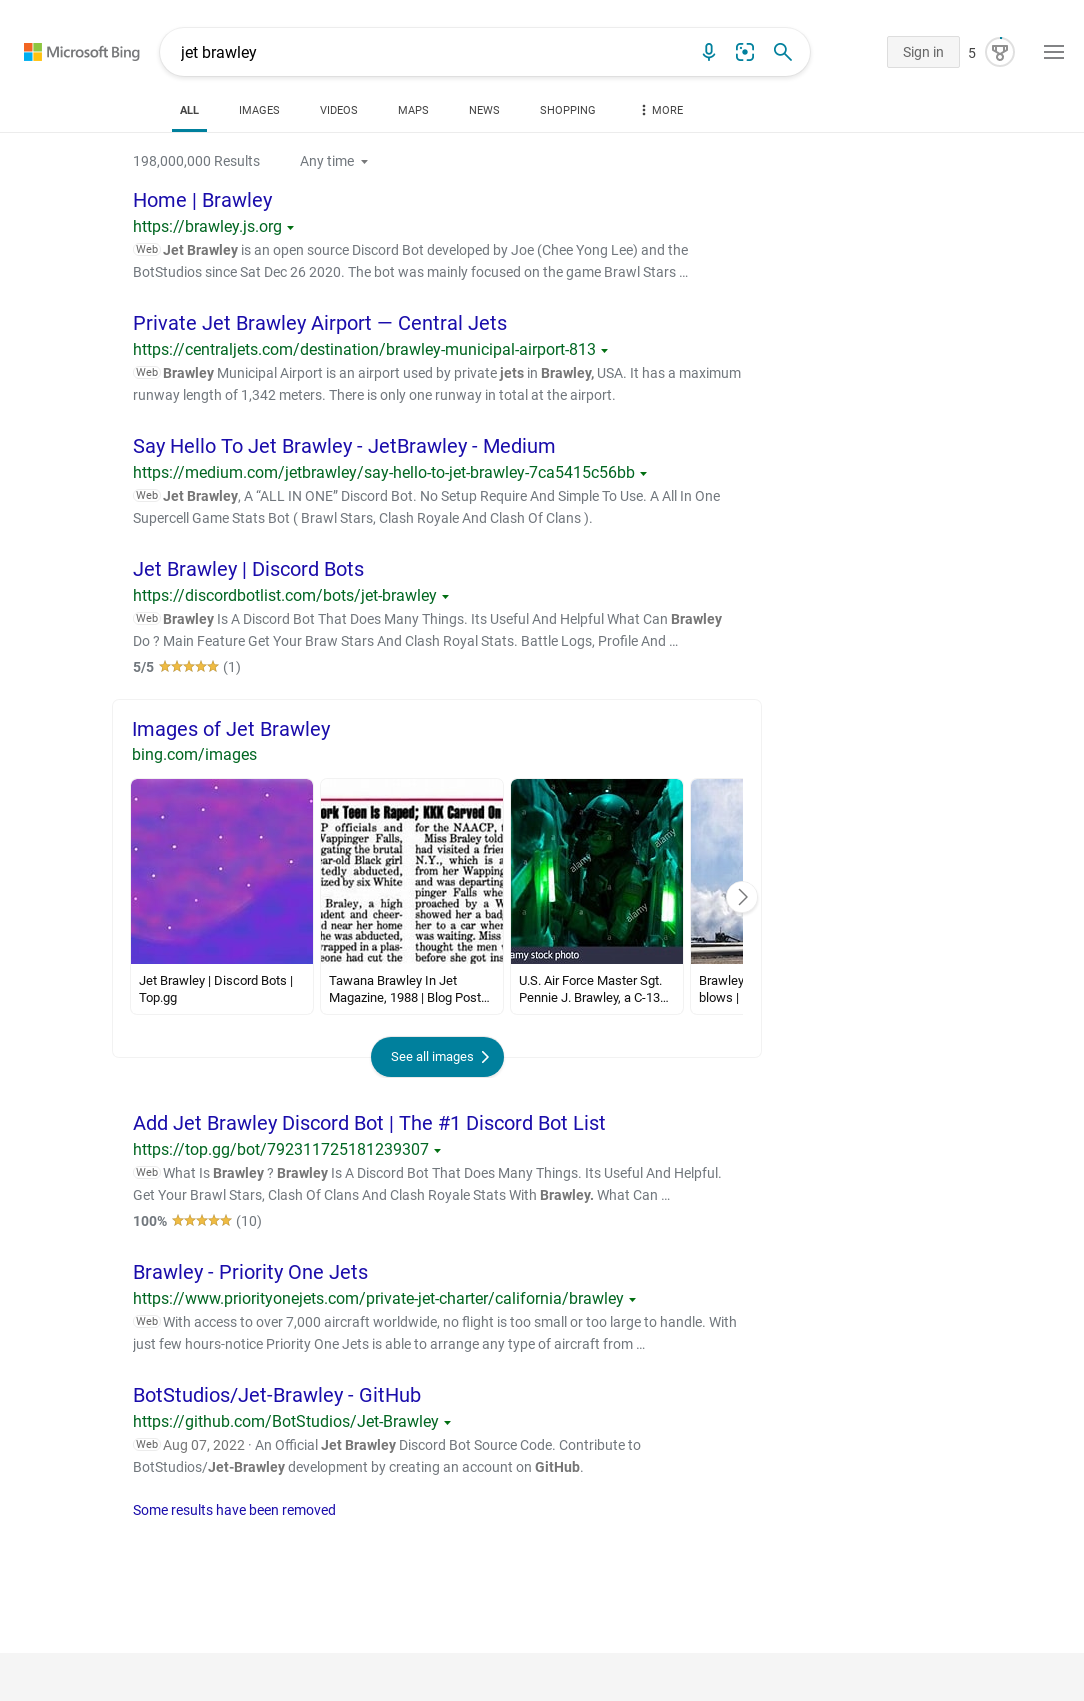 Microsoft Bing
jet brawley
Sign in
5
ALL
IMAGES
VIDEOS
MAPS
NEWS
SHOPPING
MORE
198,000,000 Results
Any time
Home | Brawley
https://brawley.js.org
Web Jet Brawley is an open source Discord Bot developed by Joe (Chee Yong Lee) and the
BotStudios since Sat Dec 26 2020. The bot was mainly focused on the game Brawl Stars …
Private Jet Brawley Airport — Central Jets
https://centraljets.com/destination/brawley-municipal-airport-813
Web Brawley Municipal Airport is an airport used by private jets in Brawley, USA. It has a maximum
runway length of 1,342 meters. There is only one runway in total at the airport.
Say Hello To Jet Brawley - JetBrawley - Medium
https://medium.com/jetbrawley/say-hello-to-jet-brawley-7ca5415c56bb
Web Jet Brawley, A “ALL IN ONE” Discord Bot. No Setup Require And Simple To Use. A All In One
Supercell Game Stats Bot ( Brawl Stars, Clash Royale And Clash Of Clans ).
Jet Brawley | Discord Bots
https://discordbotlist.com/bots/jet-brawley
Web Brawley Is A Discord Bot That Does Many Things. Its Useful And Helpful What Can Brawley
Do ? Main Feature Get Your Braw Stars And Clash Royal Stats. Battle Logs, Profile And …
5/5 (1)
Images of Jet Brawley
bing.com/images
ork Teen is Raped; KKK Carved On
P officials and
Wappinger Falls,
gating the brutal
ear-old Black girl
tedly abducted,
ized by six White
Braley, a high
dent and cheer-
d near her home
he was abducted,
wrapped in a plas-
eone had cut the
for the NAACP, t
Miss Braley told
had visited a frie
N.Y., which is a
from her Wapping
and was departing
pinger Falls whe
proached by a W
showed her a bad
her to a car when
was waiting. Miss
thought the men w
before she got ins
a
alamy
alamy
alamy
amy stock photo
Jet Brawley | Discord Bots |
Top.gg
Tawana Brawley In Jet
Magazine, 1988 | Blog Post…
U.S. Air Force Master Sgt.
Pennie J. Brawley, a C-13…
Brawley
blows |
See all images
Add Jet Brawley Discord Bot | The #1 Discord Bot List
https://top.gg/bot/792311725181239307
Web What Is Brawley ? Brawley Is A Discord Bot That Does Many Things. Its Useful And Helpful.
Get Your Brawl Stars, Clash Of Clans And Clash Royale Stats With Brawley. What Can …
100% (10)
Brawley - Priority One Jets
https://www.priorityonejets.com/private-jet-charter/california/brawley
Web With access to over 7,000 aircraft worldwide, no flight is too small or too large to handle. With
just few hours-notice Priority One Jets is able to arrange any type of aircraft from …
BotStudios/Jet-Brawley - GitHub
https://github.com/BotStudios/Jet-Brawley
Web Aug 07, 2022 · An Official Jet Brawley Discord Bot Source Code. Contribute to
BotStudios/Jet-Brawley development by creating an account on GitHub.
Some results have been removed